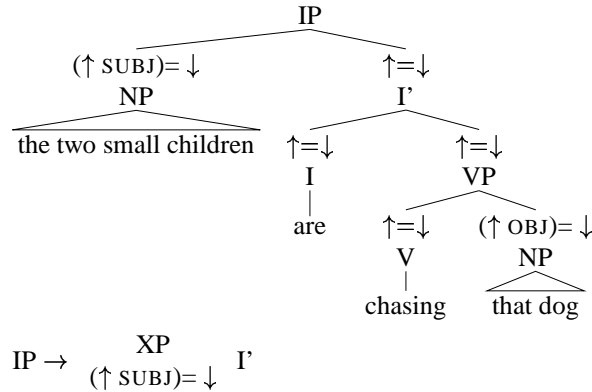 IP
(↑ SUBJ)= ↓ ↑=↓
NP I'
the two small children ↑=↓ ↑=↓
I VP
are ↑=↓ (↑ OBJ)= ↓
V NP
chasing that dog
IP → XP I'
(↑ SUBJ)= ↓